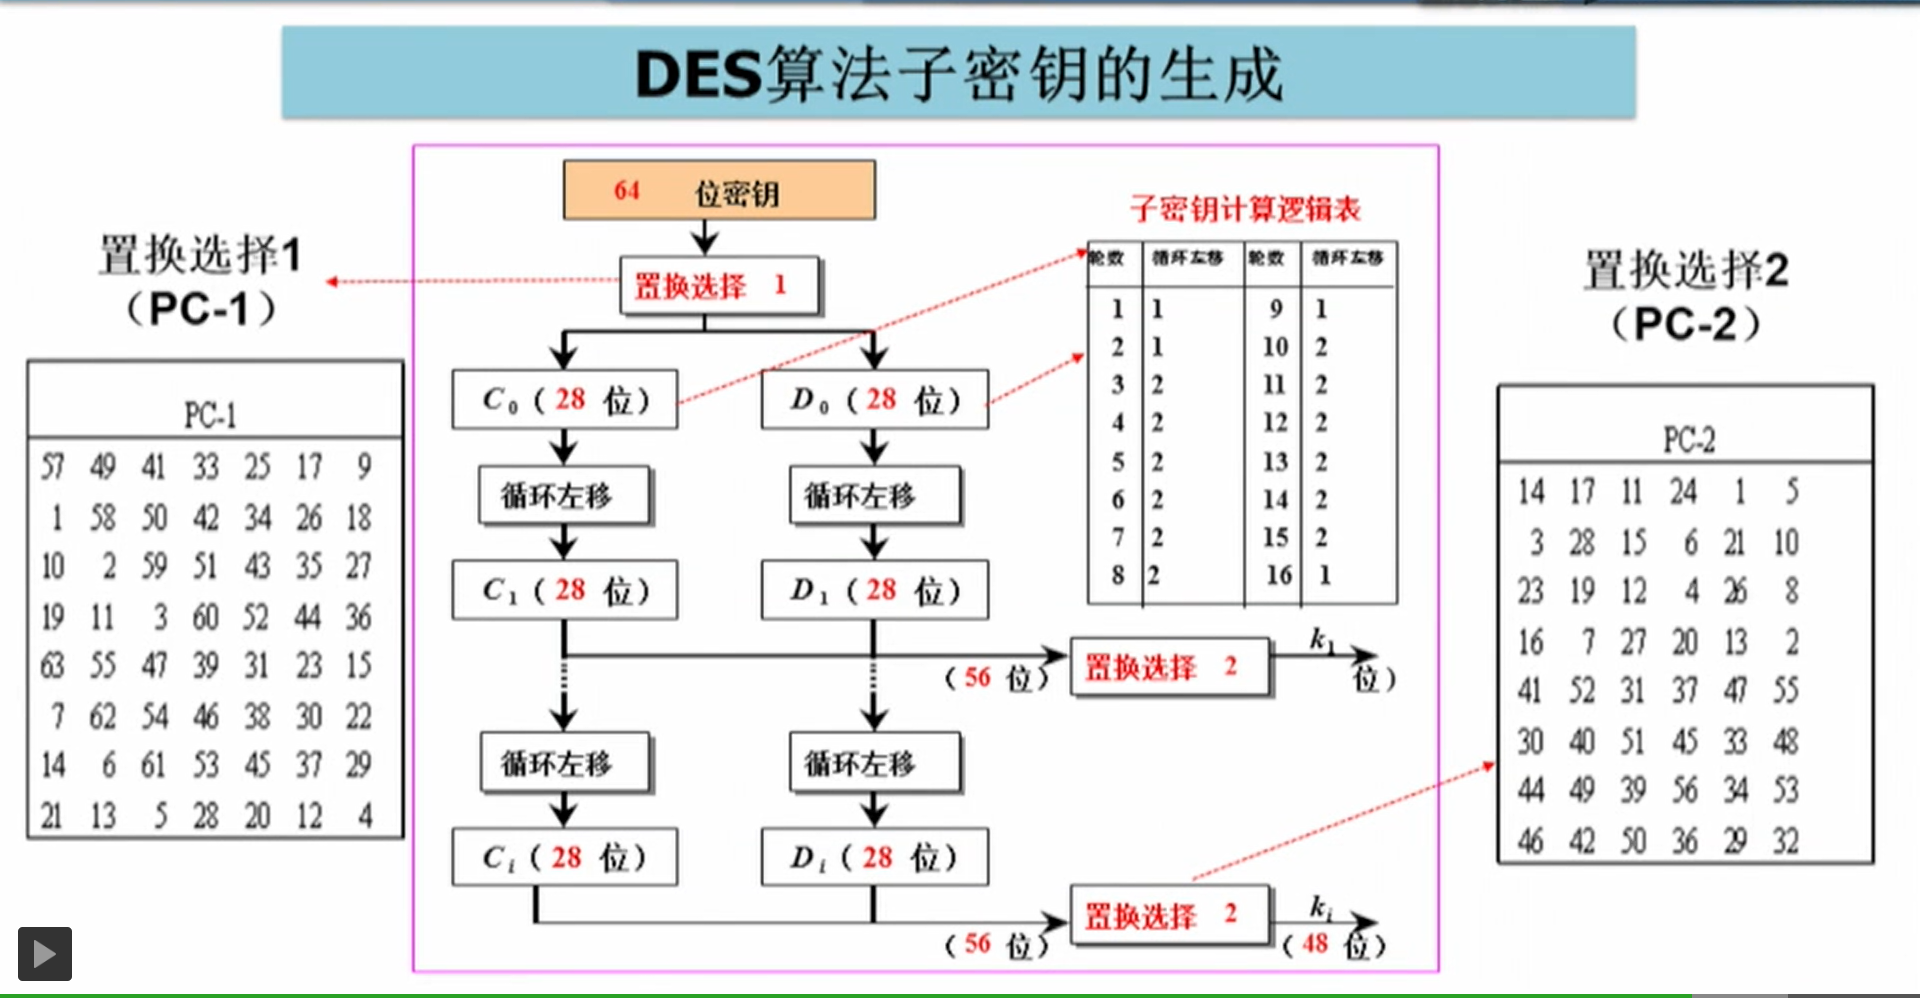 DES算法子密钥的生成
置换选择1
（PC-1）
PC-1
57 49 41 33 25 17 9
1 58 50 42 34 26 18
10 2 59 51 43 35 27
19 11 3 60 52 44 36
63 55 47 39 31 23 15
7 62 54 46 38 30 22
14 6 61 53 45 37 29
21 13 5 28 20 12 4
64 位密钥
置换选择 1
C0（28 位） D0（28 位）
循环左移 循环左移
C1（28 位） D1（28 位）
（56 位） 置换选择 2 k1
位）
循环左移 循环左移
Ci（28 位） Di（28 位）
（56 位） 置换选择 2 ki
（48 位）
子密钥计算逻辑表
轮数 循环左移 轮数 循环左移
1 1 9 1
2 1 10 2
3 2 11 2
4 2 12 2
5 2 13 2
6 2 14 2
7 2 15 2
8 2 16 1
置换选择2
（PC-2）
PC-2
14 17 11 24 1 5
3 28 15 6 21 10
23 19 12 4 26 8
16 7 27 20 13 2
41 52 31 37 47 55
30 40 51 45 33 48
44 49 39 56 34 53
46 42 50 36 29 32